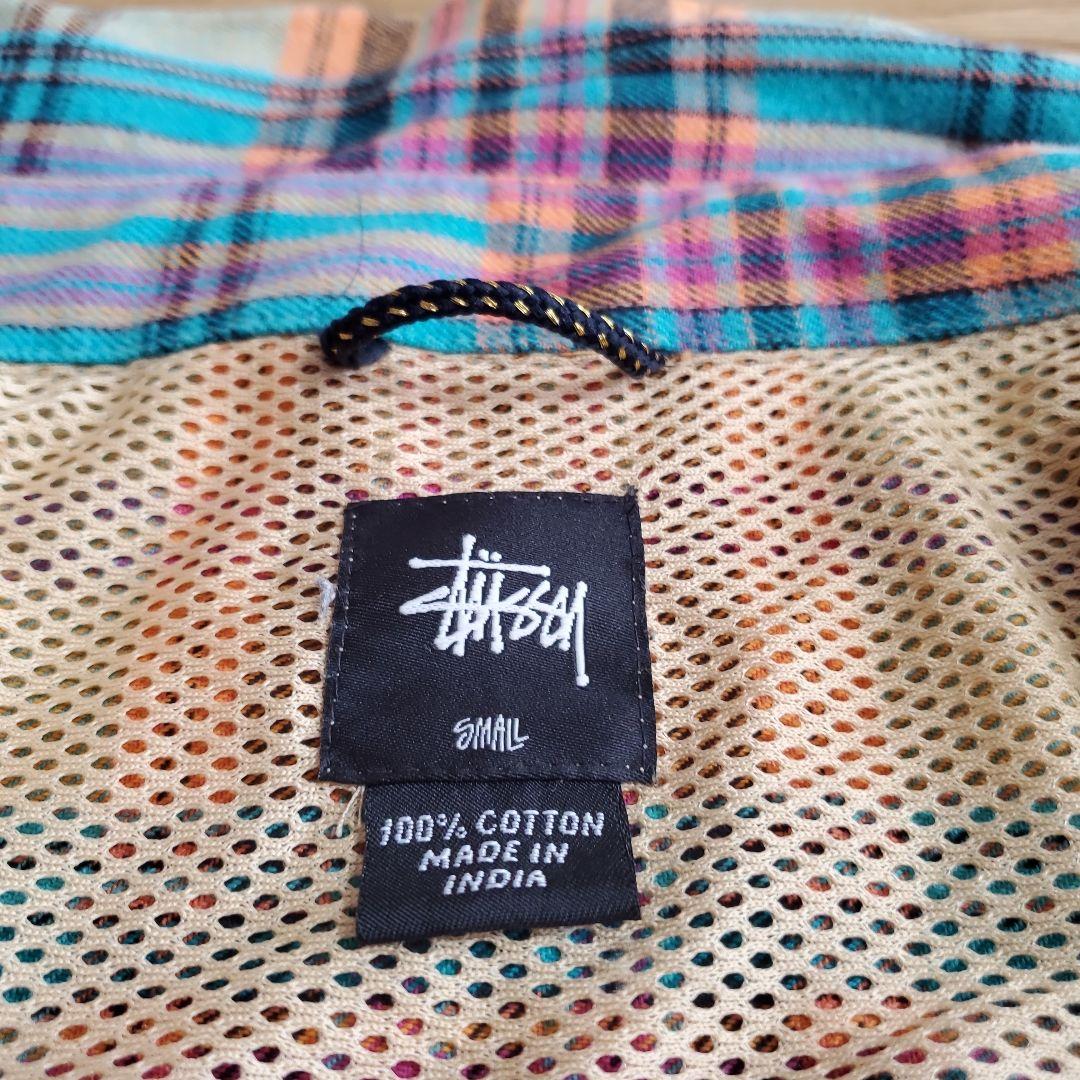 Stüssy
SMALL
100% COTTON
MADE IN
INDIA